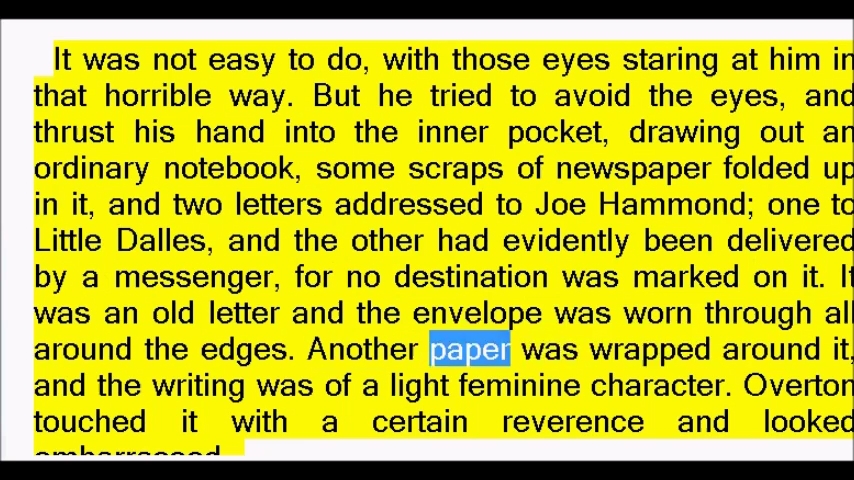 It was not easy to do, with those eyes staring at him in
that horrible way. But he tried to avoid the eyes, and
thrust his hand into the inner pocket, drawing out an
ordinary notebook, some scraps of newspaper folded up
in it, and two letters addressed to Joe Hammond; one to
Little Dalles, and the other had evidently been delivered
by a messenger, for no destination was marked on it. It
was an old letter and the envelope was worn through all
around the edges. Another paper was wrapped around it,
and the writing was of a light feminine character. Overton
touched it with a certain reverence and looked
embarrassed.